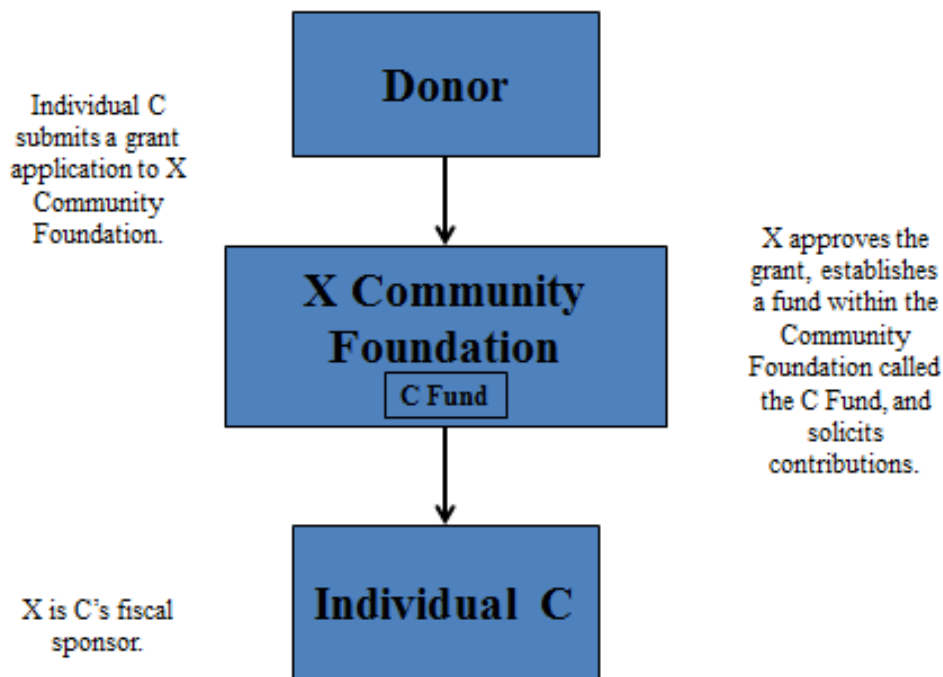 Donor
Individual C
submits a grant
application to X
Community
Foundation.
X Community
Foundation
C Fund
X approves the
grant, establishes
a fund within the
Community
Foundation called
the C Fund, and
solicits
contributions.
Individual C
X is C's fiscal
sponsor.